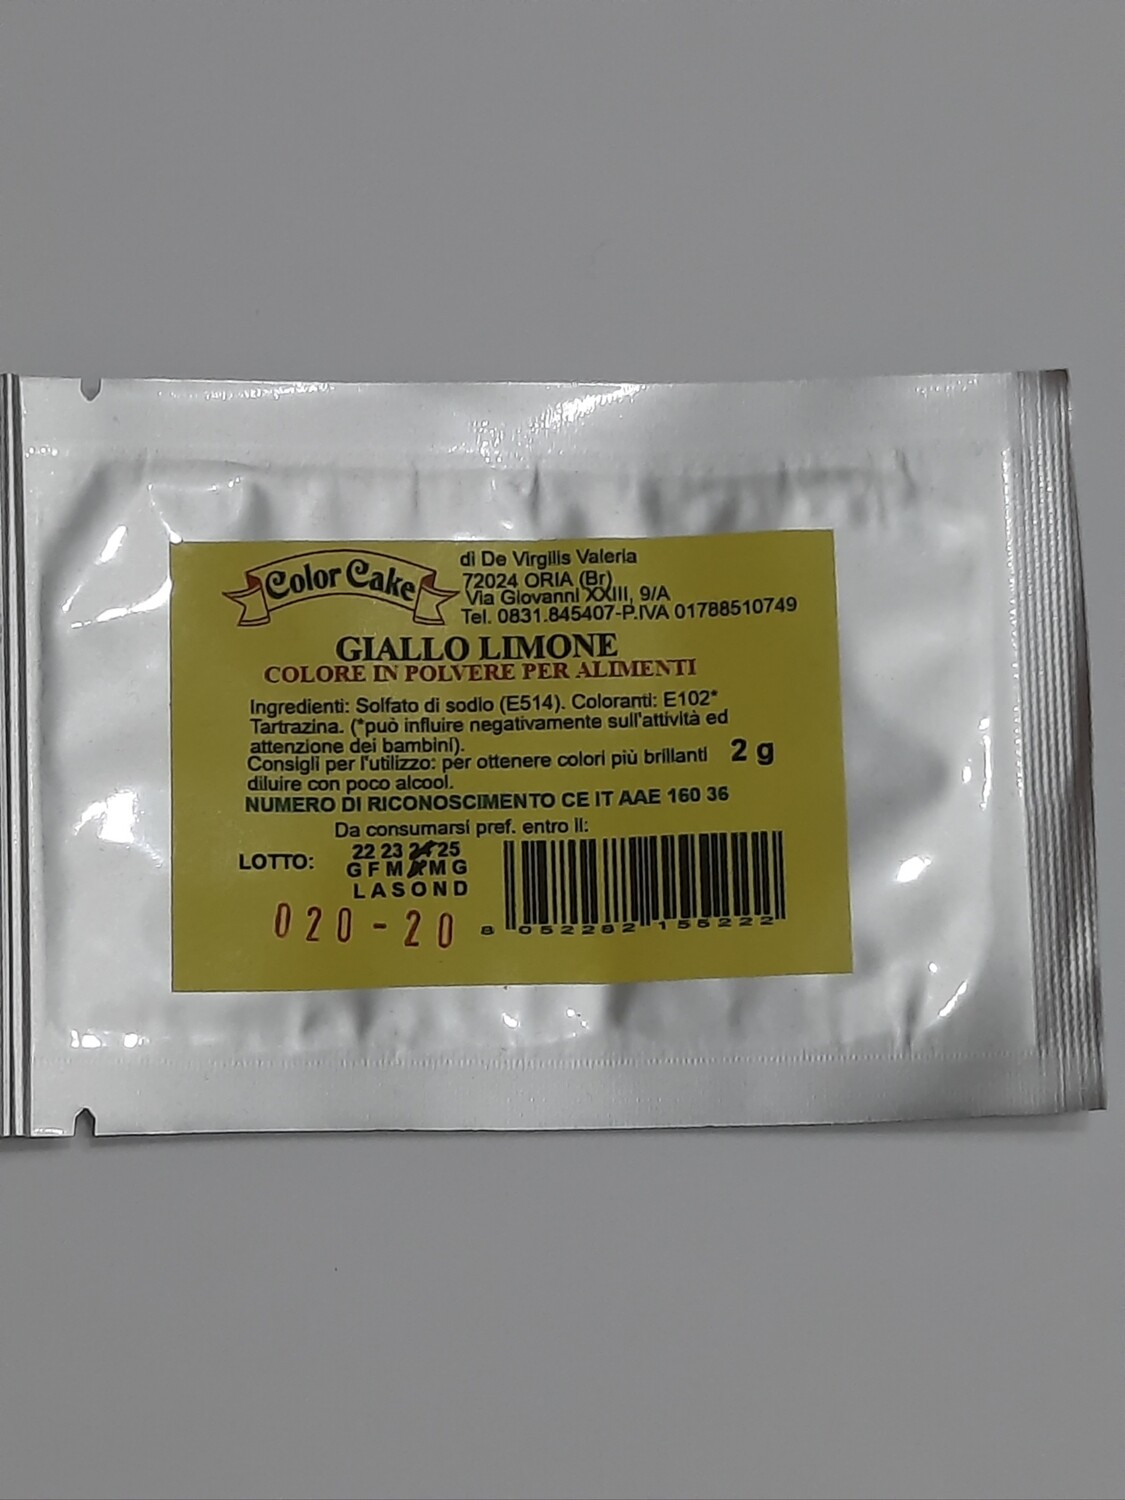 Color Cake
di De Virgilis Valeria
72024 ORIA (Br)
Via Giovanni XXIII, 9/A
Tel. 0831.845407-P.IVA 01788510749
GIALLO LIMONE
COLORE IN POLVERE PER ALIMENTI
Ingredienti: Solfato di sodio (E514). Coloranti: E102*
Tartrazina. (*può influire negativamente sull'attività ed
attenzione dei bambini).
Consigli per l'utilizzo: per ottenere colori più brillanti
diluire con poco alcool.
2 g
NUMERO DI RICONOSCIMENTO CE IT AAE 160 36
Da consumarsi pref. entro il:
LOTTO:
22 23 24 25
G F M A M G
L A S O N D
020-20
8 052282 155222